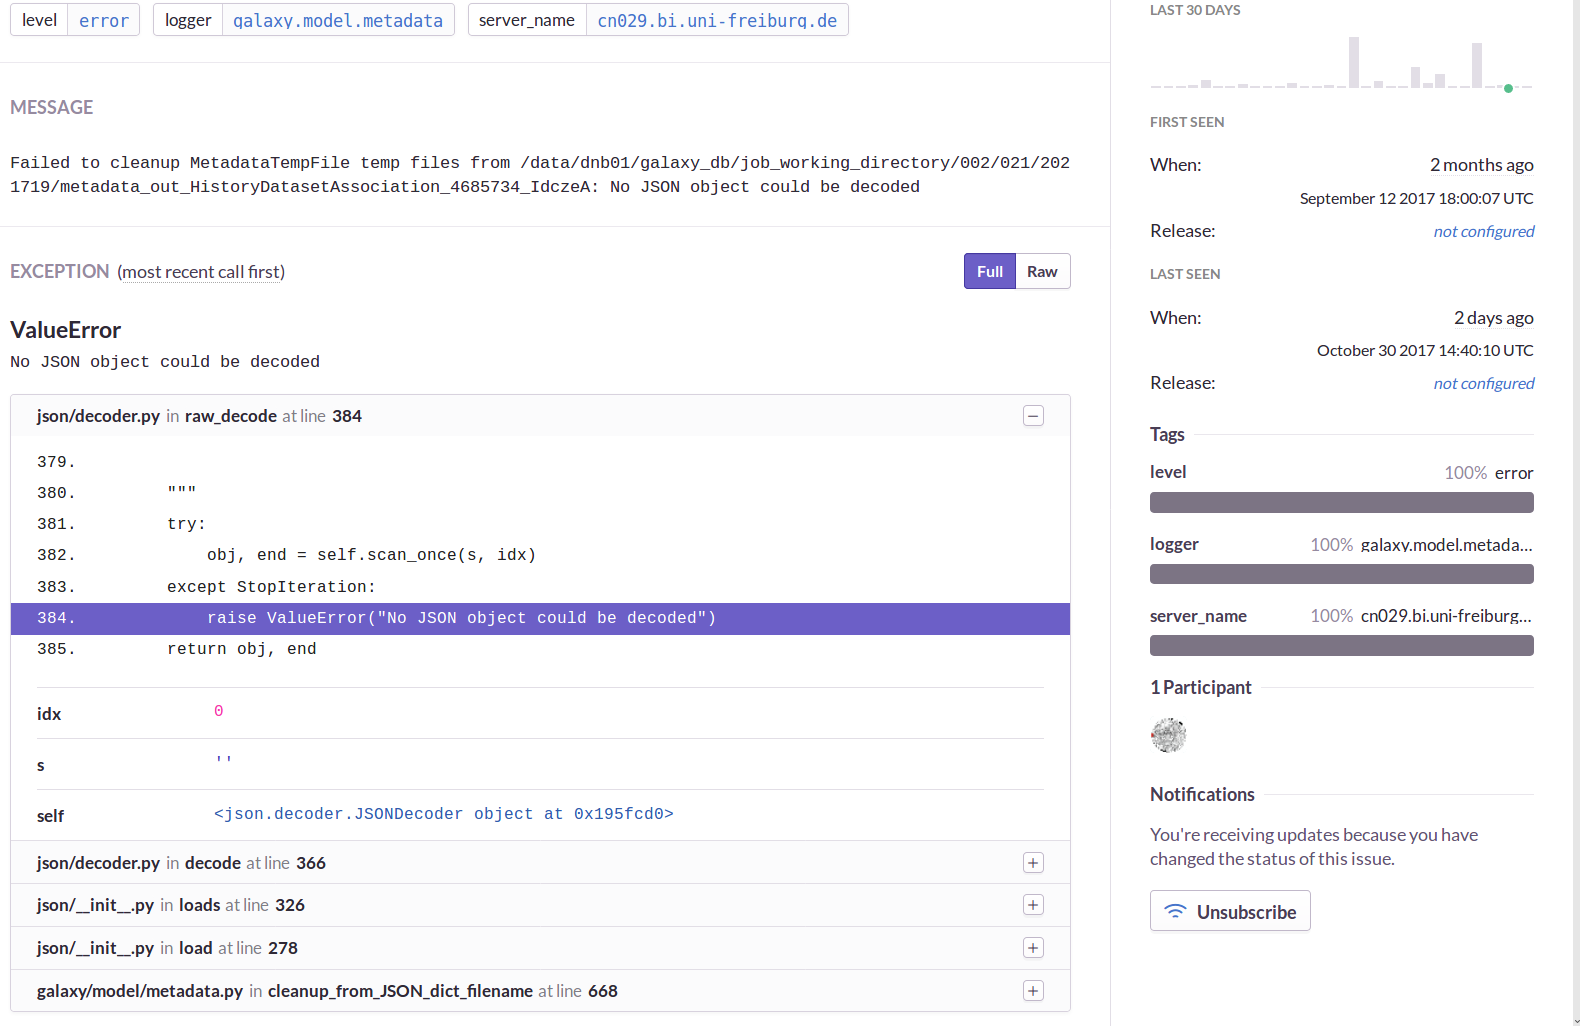 level error logger galaxy.model.metadata server_name cn029.bi.uni-freiburg.de
MESSAGE
Failed to cleanup MetadataTempFile temp files from /data/dnb01/galaxy_db/job_working_directory/002/021/202
1719/metadata_out_HistoryDatasetAssociation_4685734_IdczeA: No JSON object could be decoded
EXCEPTION (most recent call first) Full Raw
ValueError
No JSON object could be decoded
json/decoder.py in raw_decode at line 384
379.
380. """
381. try:
382. obj, end = self.scan_once(s, idx)
383. except StopIteration:
384. raise ValueError("No JSON object could be decoded")
385. return obj, end
idx 0
s ''
self <json.decoder.JSONDecoder object at 0x195fcd0>
json/decoder.py in decode at line 366
json/__init__.py in loads at line 326
json/__init__.py in load at line 278
galaxy/model/metadata.py in cleanup_from_JSON_dict_filename at line 668
LAST 30 DAYS
FIRST SEEN
When: 2 months ago
September 12 2017 18:00:07 UTC
Release: not configured
LAST SEEN
When: 2 days ago
October 30 2017 14:40:10 UTC
Release: not configured
Tags
level 100% error
logger 100% galaxy.model.metada...
server_name 100% cn029.bi.uni-freiburg...
1 Participant
Notifications
You're receiving updates because you have
changed the status of this issue.
Unsubscribe